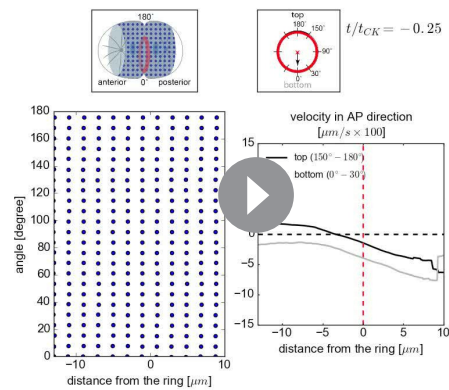 180°
anterior 0° posterior
top
180°
150°
90°
30°
0°
bottom
t/t_CK = −0.25
180
160
140
120
100
80
60
40
20
0
−10 −5 0 5 10
angle [degree]
distance from the ring [μm]
velocity in AP direction
[μm/s × 100]
top (150° − 180°)
bottom (0° − 30°)
15
5
0
−5
−10
−15
−10 −5 0 5 10
distance from the ring [μm]